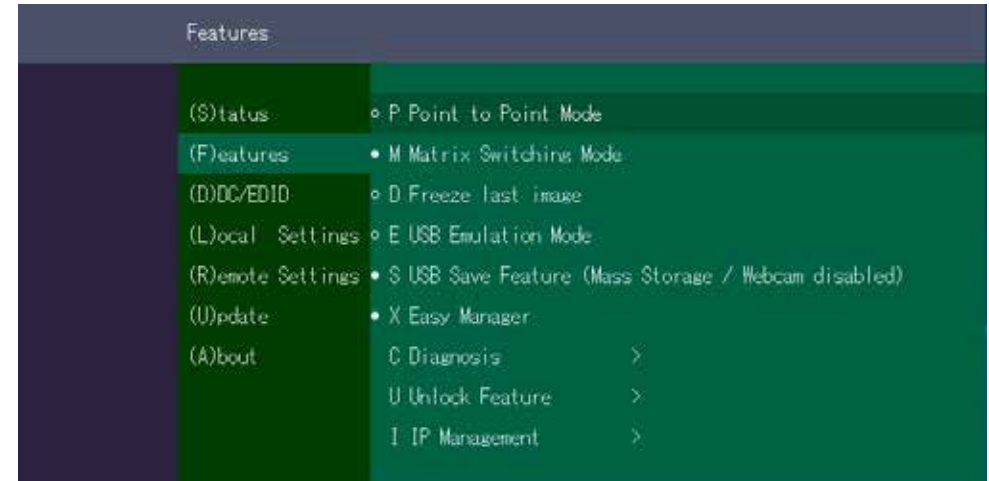 Features
(S)tatus ∘ P Point to Point Mode
(F)eatures • M Matrix Switching Mode
(D)DC/EDID ∘ D Freeze last image
(L)ocal Settings ∘ E USB Emulation Mode
(R)emote Settings • S USB Save Feature (Mass Storage / Webcam disabled)
(U)pdate • X Easy Manager
(A)bout C Diagnosis >
U Unlock Feature >
I IP Management >